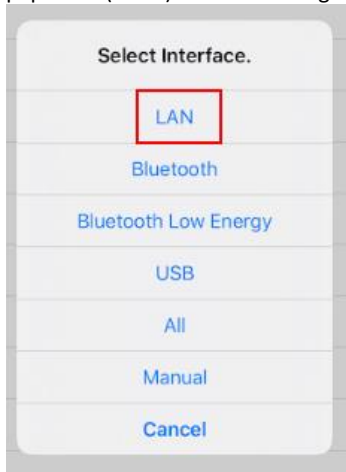 Select Interface.
LAN
Bluetooth
Bluetooth Low Energy
USB
All
Manual
Cancel